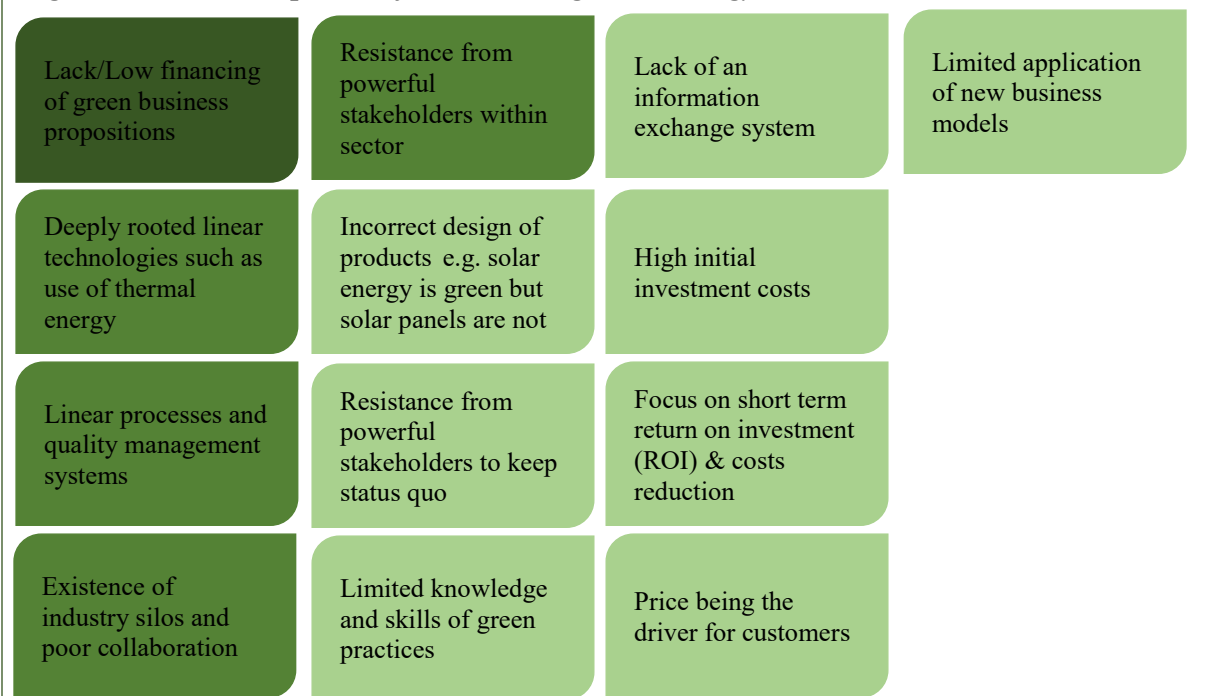 Lack/Low financing
of green business
propositions
Resistance from
powerful
stakeholders within
sector
Lack of an
information
exchange system
Limited application
of new business
models
Deeply rooted linear
technologies such as
use of thermal
energy
Incorrect design of
products e.g. solar
energy is green but
solar panels are not
High initial
investment costs
Linear processes and
quality management
systems
Resistance from
powerful
stakeholders to keep
status quo
Focus on short term
return on investment
(ROI) & costs
reduction
Existence of
industry silos and
poor collaboration
Limited knowledge
and skills of green
practices
Price being the
driver for customers